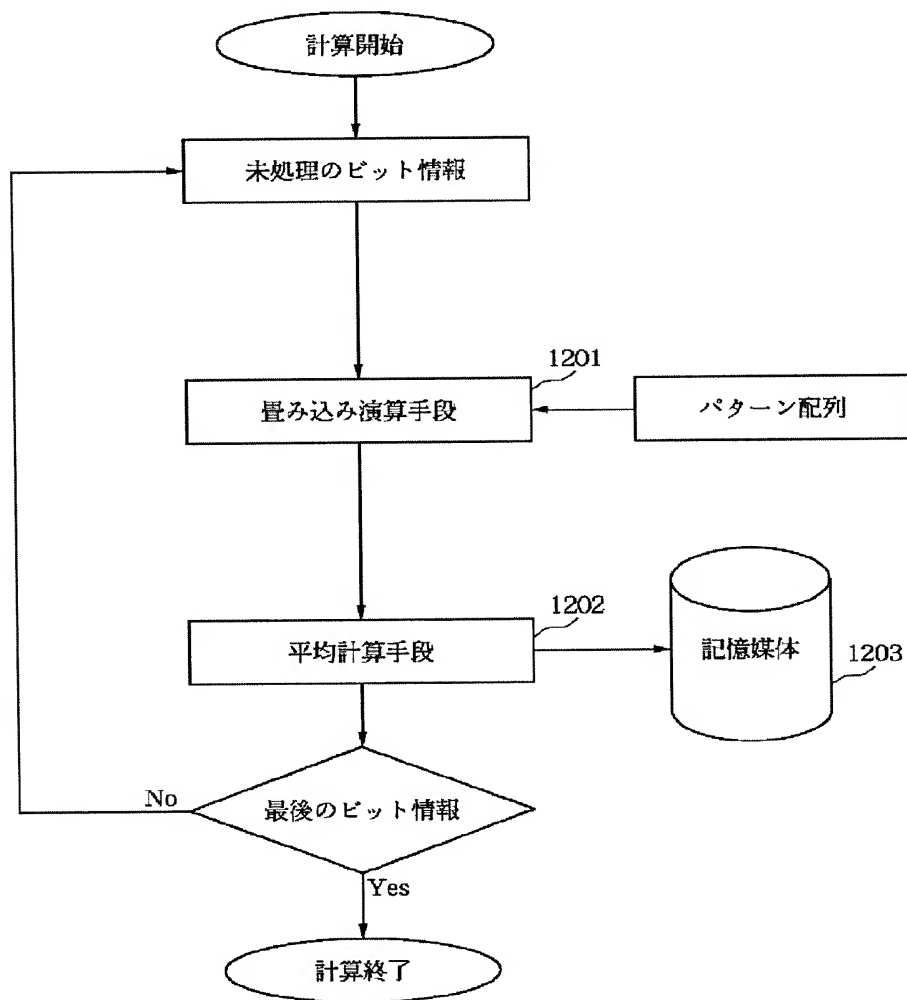 計算開始
未処理のビット情報
1201
畳み込み演算手段
パターン配列
1202
平均計算手段
記憶媒体
1203
No
最後のビット情報
Yes
計算終了